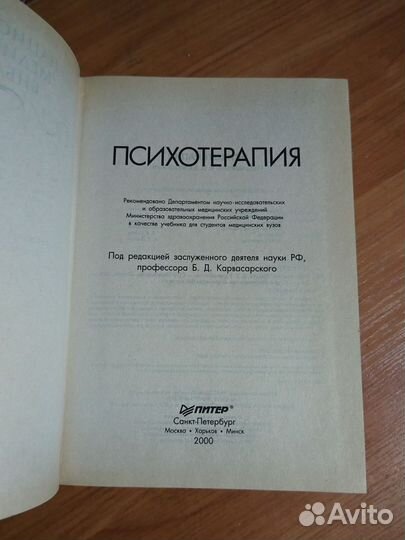 ПСИХОТЕРАПИЯ
Рекомендовано Департаментом научно-исследовательских
и образовательных медицинских учреждений
Министерства здравоохранения Российской Федерации
в качестве учебника для студентов медицинских вузов
Под редакцией заслуженного деятеля науки РФ,
профессора Б. Д. Карвасарского
ПИТЕР®
Санкт-Петербург
Москва • Харьков • Минск
2000
Avito